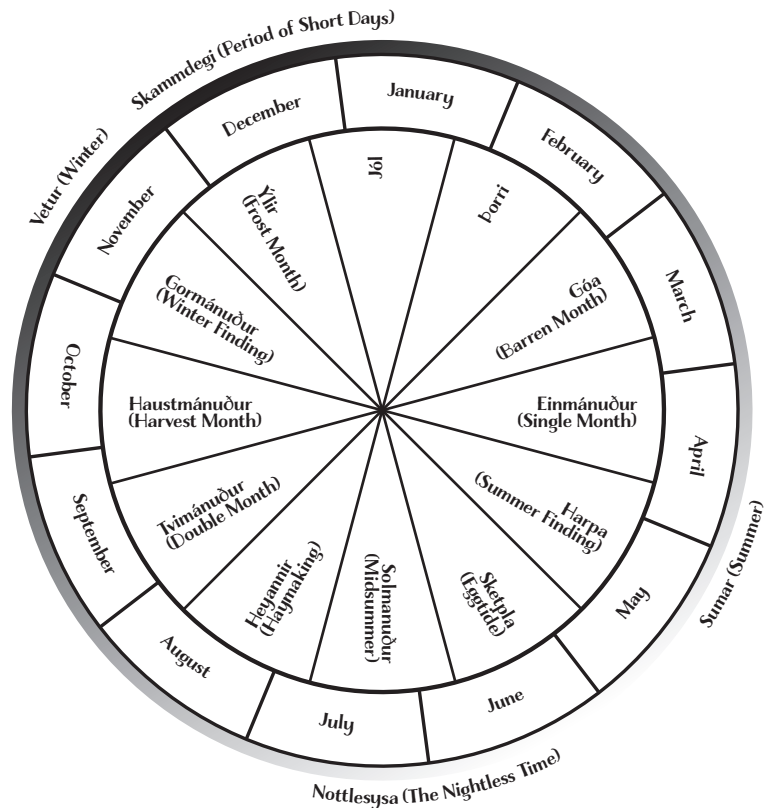 Skammdegi (Period of Short Days)
Vetur (Winter)
Sumar (Summer)
Nottlesysa (The Nightless Time)
January
February
March
April
May
June
July
August
September
October
November
December
Jól
Þorri
Góa
(Barren Month)
Einmánuður
(Single Month)
Harpa
(Summer Finding)
Sketpla
(Eggtide)
Solmanuður
(Midsummer)
Heyannir
(Haymaking)
Tvimánuður
(Double Month)
Haustmánuður
(Harvest Month)
Gormánuður
(Winter Finding)
Ýlir
(Frost Month)